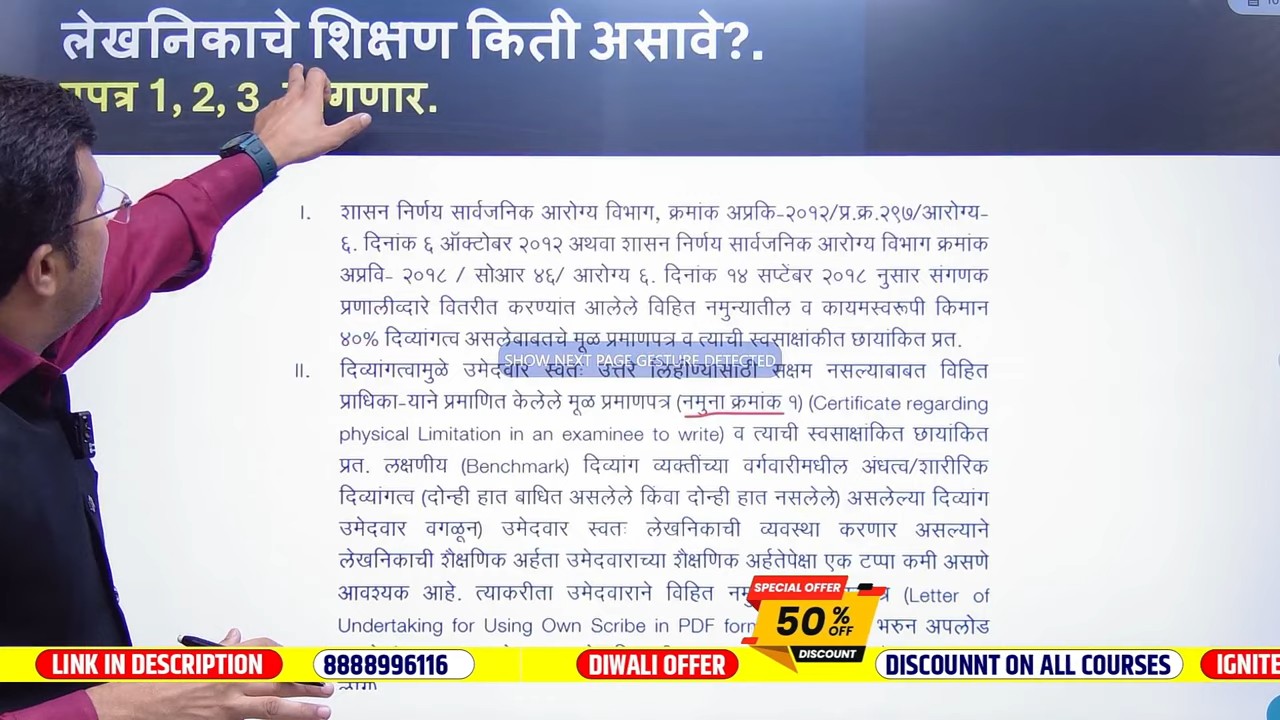 लेखनिकाचे शिक्षण किती असावे?.
1, 2, 3
I. शासन निर्णय सार्वजनिक आरोग्य विभाग, क्रमांक अप्रकि-२०१२/प्र.क्र.२९७/आरोग्य-
६. दिनांक ६ ऑक्टोबर २०१२ अथवा शासन निर्णय सार्वजनिक आरोग्य विभाग क्रमांक
अप्रवि- २०१८ / सोआर ४६/ आरोग्य ६. दिनांक १४ सप्टेंबर २०१८ नुसार संगणक
प्रणालीव्दारे वितरीत करण्यांत आलेले विहित नमुन्यातील व कायमस्वरूपी किमान
४०% दिव्यांगत्व असलेबाबतचे मूळ प्रमाणपत्र व त्याची स्वसाक्षांकीत छायांकित प्रत.
SHOW NEXT PAGE GESTURE DETECTED
II. दिव्यांगत्वामुळे उमेदवार स्वतः उत्तरे लिहीण्यासाठी सक्षम नसल्याबाबत विहित
प्राधिका-याने प्रमाणित केलेले मूळ प्रमाणपत्र (नमुना क्रमांक १) (Certificate regarding
physical Limitation in an examinee to write) व त्याची स्वसाक्षांकित छायांकित
प्रत. लक्षणीय (Benchmark) दिव्यांग व्यक्तींच्या वर्गवारीमधील अंधत्व/शारीरिक
दिव्यांगत्व (दोन्ही हात बाधित असलेले किंवा दोन्ही हात नसलेले) असलेल्या दिव्यांग
उमेदवार वगळून) उमेदवार स्वतः लेखनिकाची व्यवस्था करणार असल्याने
लेखनिकाची शैक्षणिक अर्हता उमेदवाराच्या शैक्षणिक अर्हतेपेक्षा एक टप्पा कमी असणे
आवश्यक आहे. त्याकरीता उमेदवाराने विहित (Letter of
Undertaking for Using Own Scribe in PDF भरुन अपलोड
SPECIAL OFFER
50% OFF
DISCOUNT
LINK IN DESCRIPTION 8888996116 DIWALI OFFER DISCOUNNT ON ALL COURSES IGNITE